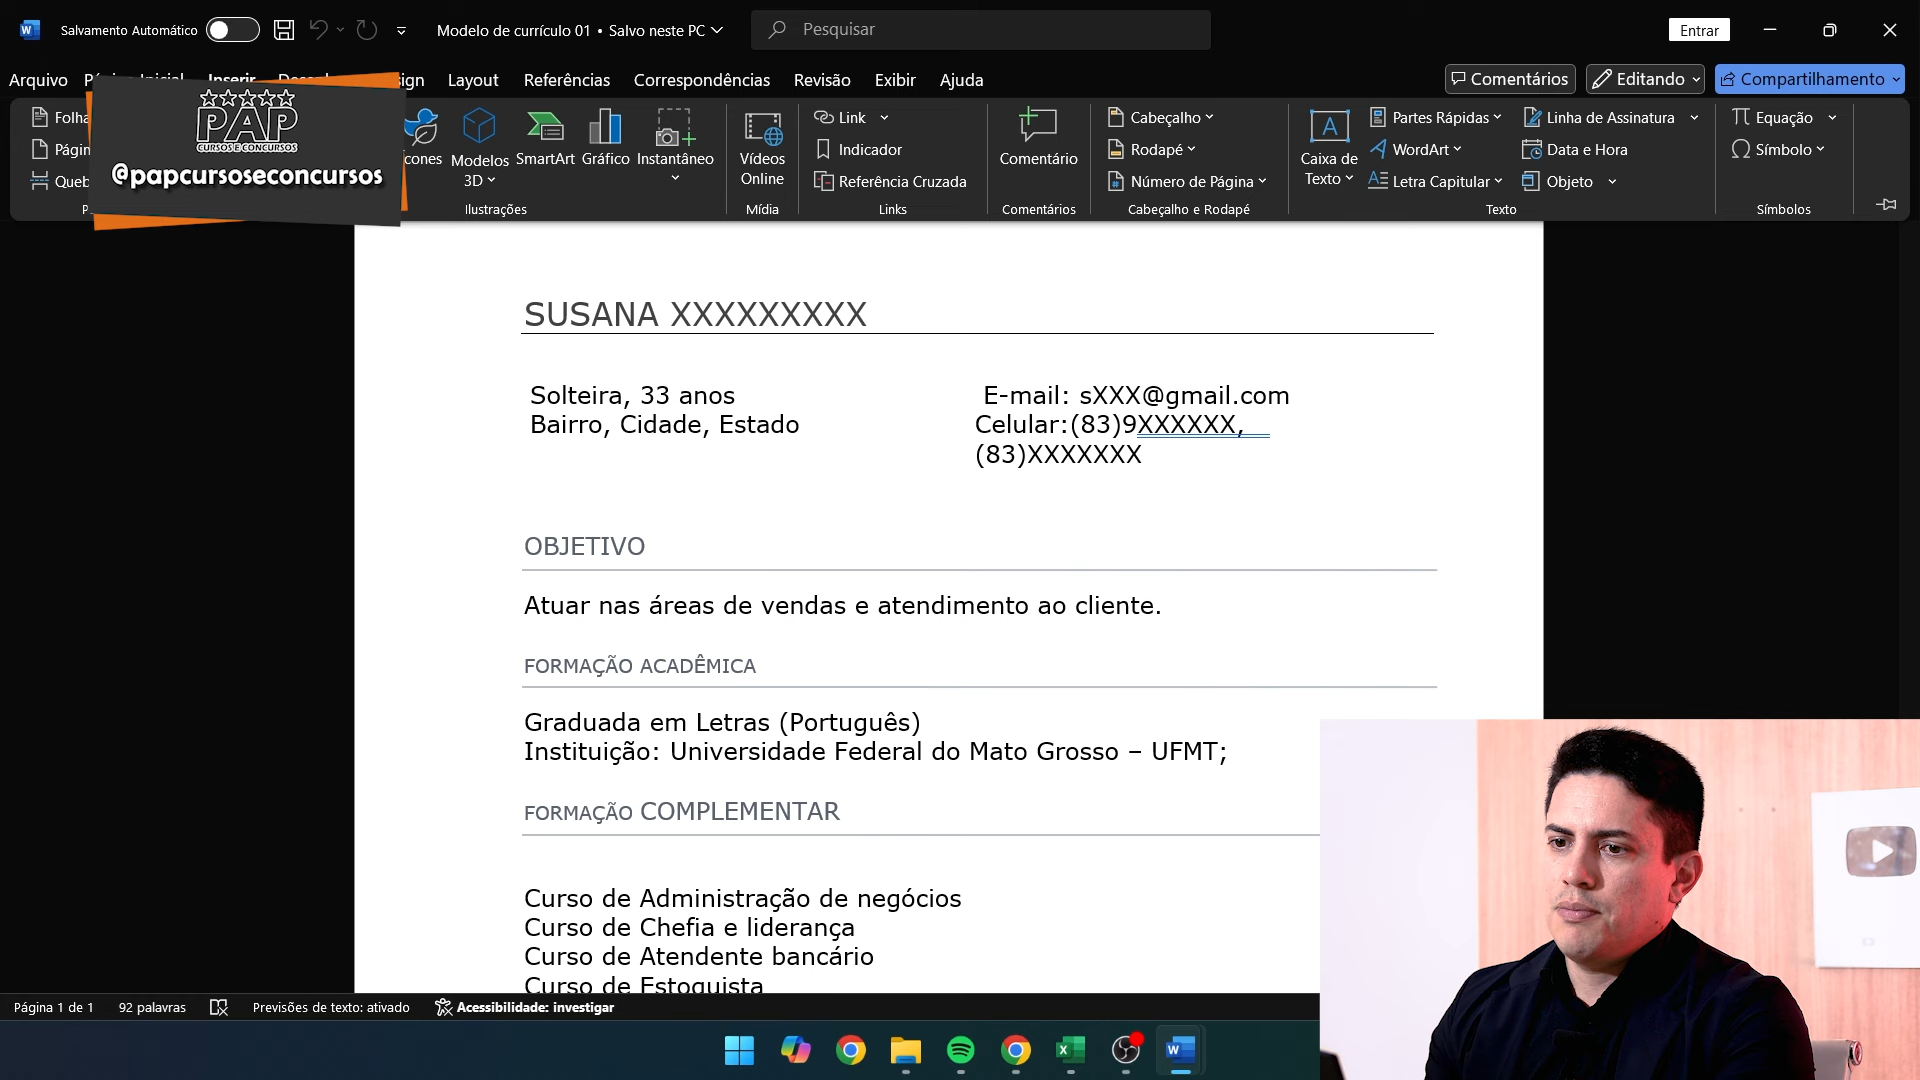 Salvamento Automático
Modelo de currículo 01 • Salvo neste PC
Pesquisar
Entrar
Arquivo
Inserir
Layout
Referências
Correspondências
Revisão
Exibir
Ajuda
Comentários
Editando
Compartilhamento
PAP
CURSOS E CONCURSOS
@papcursoseconcursos
Modelos 3D
SmartArt
Gráfico
Instantâneo
Ilustrações
Vídeos Online
Mídia
Link
Indicador
Referência Cruzada
Links
Comentário
Comentários
Cabeçalho
Rodapé
Número de Página
Cabeçalho e Rodapé
Caixa de Texto
Partes Rápidas
WordArt
Letra Capitular
Linha de Assinatura
Data e Hora
Objeto
Texto
Equação
Símbolo
Símbolos
SUSANA XXXXXXXXX
Solteira, 33 anos
Bairro, Cidade, Estado
E-mail: sXXX@gmail.com
Celular:(83)9XXXXXX,
(83)XXXXXXX
OBJETIVO
Atuar nas áreas de vendas e atendimento ao cliente.
FORMAÇÃO ACADÊMICA
Graduada em Letras (Português)
Instituição: Universidade Federal do Mato Grosso – UFMT;
FORMAÇÃO COMPLEMENTAR
Curso de Administração de negócios
Curso de Chefia e liderança
Curso de Atendente bancário
Curso de Estoquista
Página 1 de 1
92 palavras
Previsões de texto: ativado
Acessibilidade: investigar